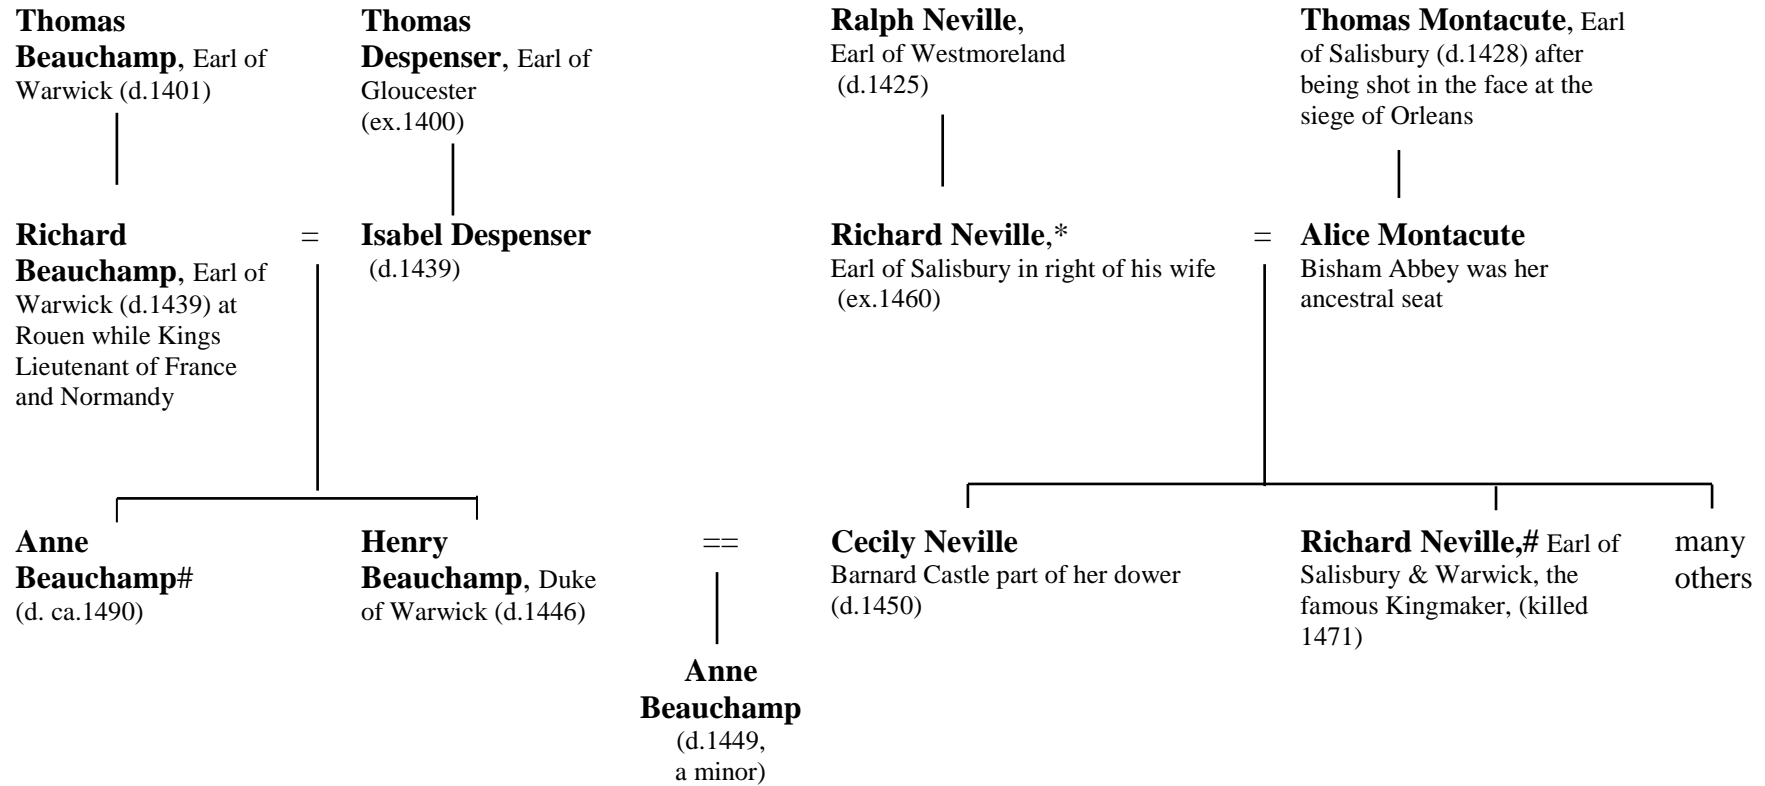 Thomas
Beauchamp, Earl of
Warwick (d.1401)
Thomas
Despenser, Earl of
Gloucester
(ex.1400)
Ralph Neville,
Earl of Westmoreland
(d.1425)
Thomas Montacute, Earl
of Salisbury (d.1428) after
being shot in the face at the
siege of Orleans
Richard
Beauchamp, Earl of
Warwick (d.1439) at
Rouen while Kings
Lieutenant of France
and Normandy
=
Isabel Despenser
(d.1439)
Richard Neville,*
Earl of Salisbury in right of his wife
(ex.1460)
=
Alice Montacute
Bisham Abbey was her
ancestral seat
Anne
Beauchamp#
(d. ca.1490)
Henry
Beauchamp, Duke
of Warwick (d.1446)
==
Cecily Neville
Barnard Castle part of her dower
(d.1450)
Richard Neville,# Earl of
Salisbury & Warwick, the
famous Kingmaker, (killed
1471)
many
others
Anne
Beauchamp
(d.1449,
a minor)